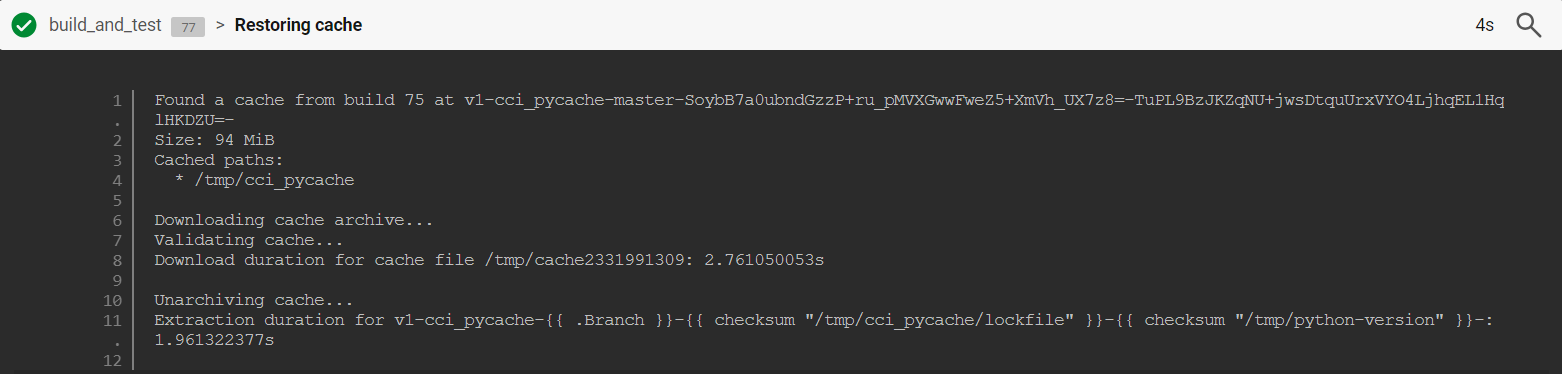 build_and_test 77 > Restoring cache 4s
1 Found a cache from build 75 at v1-cci_pycache-master-SoybB7a0ubndGzzP+ru_pMVXGwwFweZ5+XmVh_UX7z8=-TuPL9BzJKZqNU+jwsDtquUrxVYO4LjhqEL1Hq
. lHKDZU=-
2 Size: 94 MiB
3 Cached paths:
4 * /tmp/cci_pycache
5
6 Downloading cache archive...
7 Validating cache...
8 Download duration for cache file /tmp/cache2331991309: 2.761050053s
9
10 Unarchiving cache...
11 Extraction duration for v1-cci_pycache-{{ .Branch }}-{{ checksum "/tmp/cci_pycache/lockfile" }}-{{ checksum "/tmp/python-version" }}-:
. 1.961322377s
12